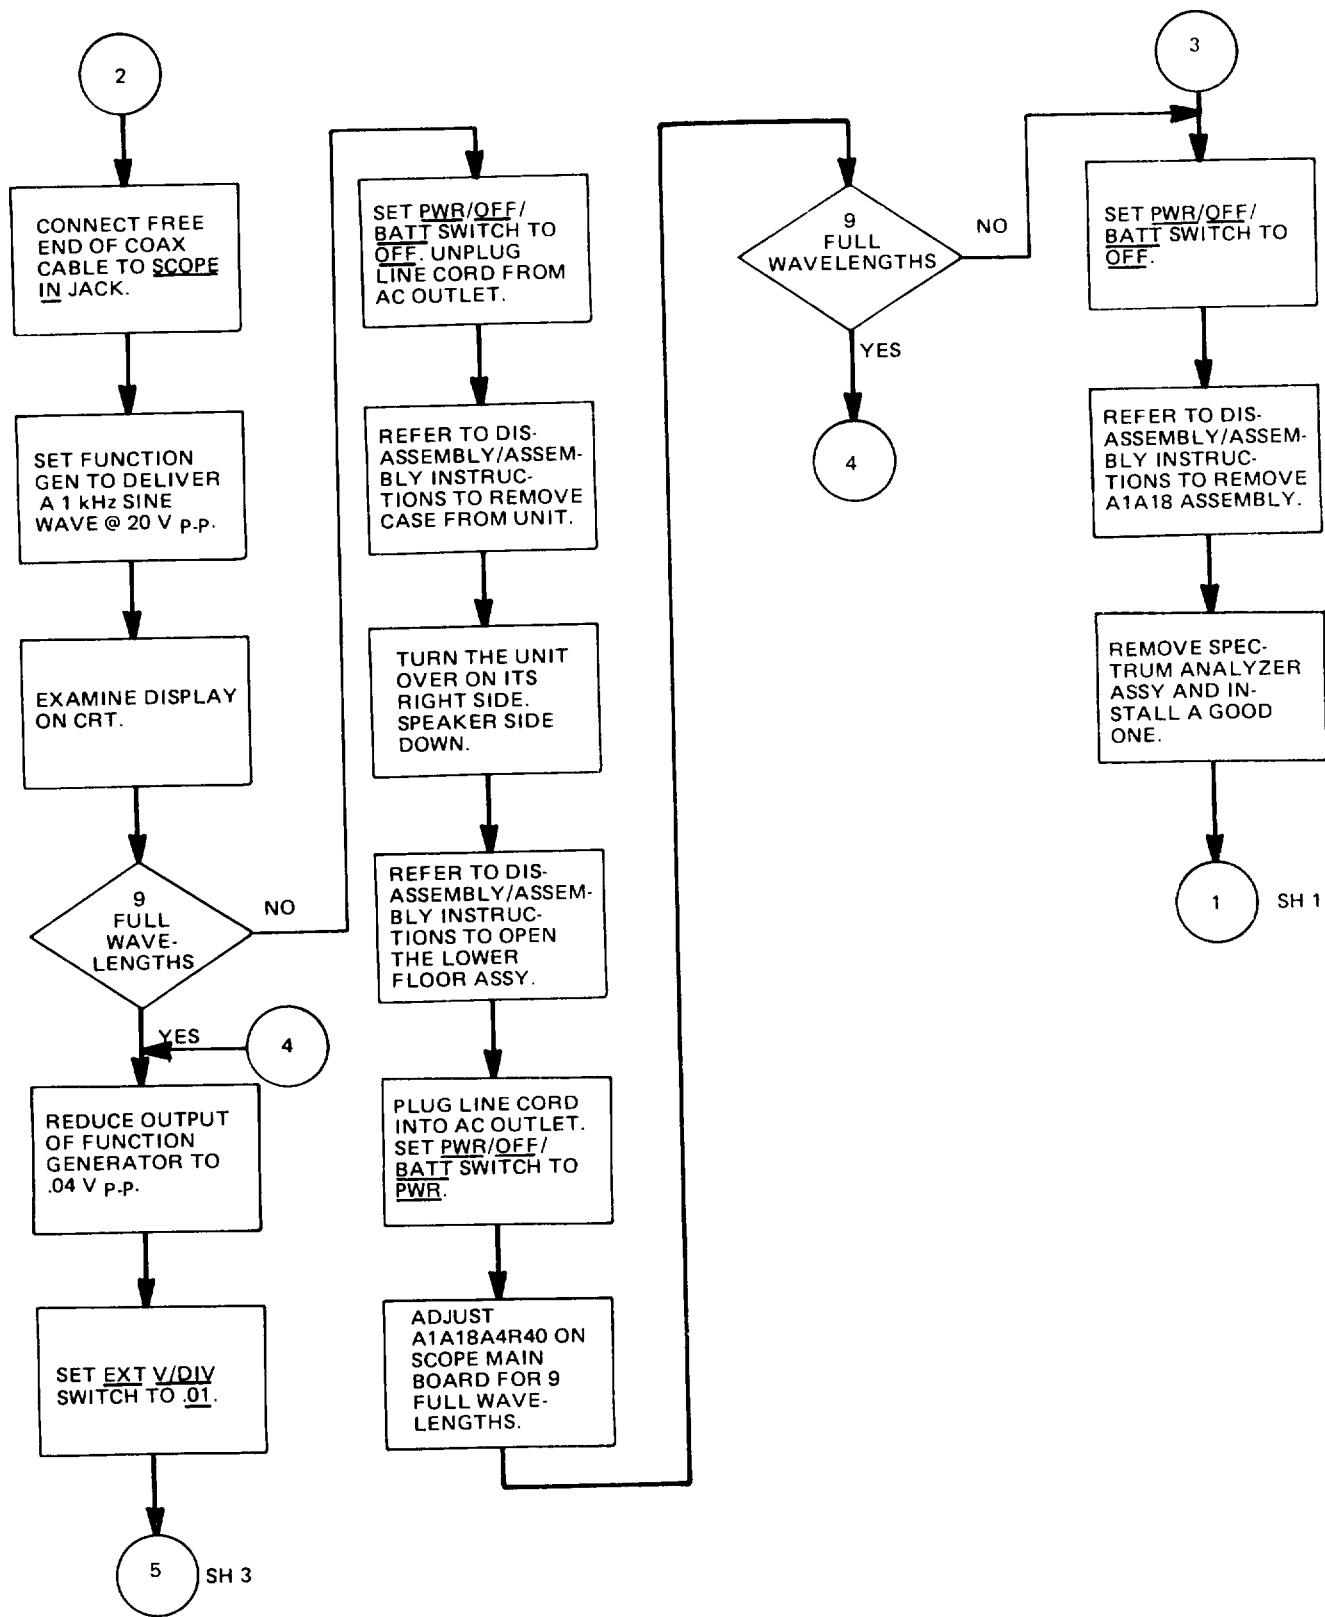 2
CONNECT FREE
END OF COAX
CABLE TO SCOPE
IN JACK.
SET FUNCTION
GEN TO DELIVER
A 1 kHz SINE
WAVE @ 20 V P-P.
EXAMINE DISPLAY
ON CRT.
9
FULL
WAVE-
LENGTHS
NO
YES
4
REDUCE OUTPUT
OF FUNCTION
GENERATOR TO
.04 V P-P.
SET EXT V/DIV
SWITCH TO .01.
5
SH 3
SET PWR/OFF/
BATT SWITCH TO
OFF. UNPLUG
LINE CORD FROM
AC OUTLET.
REFER TO DIS-
ASSEMBLY/ASSEM-
BLY INSTRUC-
TIONS TO REMOVE
CASE FROM UNIT.
TURN THE UNIT
OVER ON ITS
RIGHT SIDE.
SPEAKER SIDE
DOWN.
REFER TO DIS-
ASSEMBLY/ASSEM-
BLY INSTRUC-
TIONS TO OPEN
THE LOWER
FLOOR ASSY.
PLUG LINE CORD
INTO AC OUTLET.
SET PWR/OFF/
BATT SWITCH TO
PWR.
ADJUST
A1A18A4R40 ON
SCOPE MAIN
BOARD FOR 9
FULL WAVE-
LENGTHS.
9
FULL
WAVELENGTHS
NO
YES
4
3
SET PWR/OFF/
BATT SWITCH TO
OFF.
REFER TO DIS-
ASSEMBLY/ASSEM-
BLY INSTRUC-
TIONS TO REMOVE
A1A18 ASSEMBLY.
REMOVE SPEC-
TRUM ANALYZER
ASSY AND IN-
STALL A GOOD
ONE.
1
SH 1